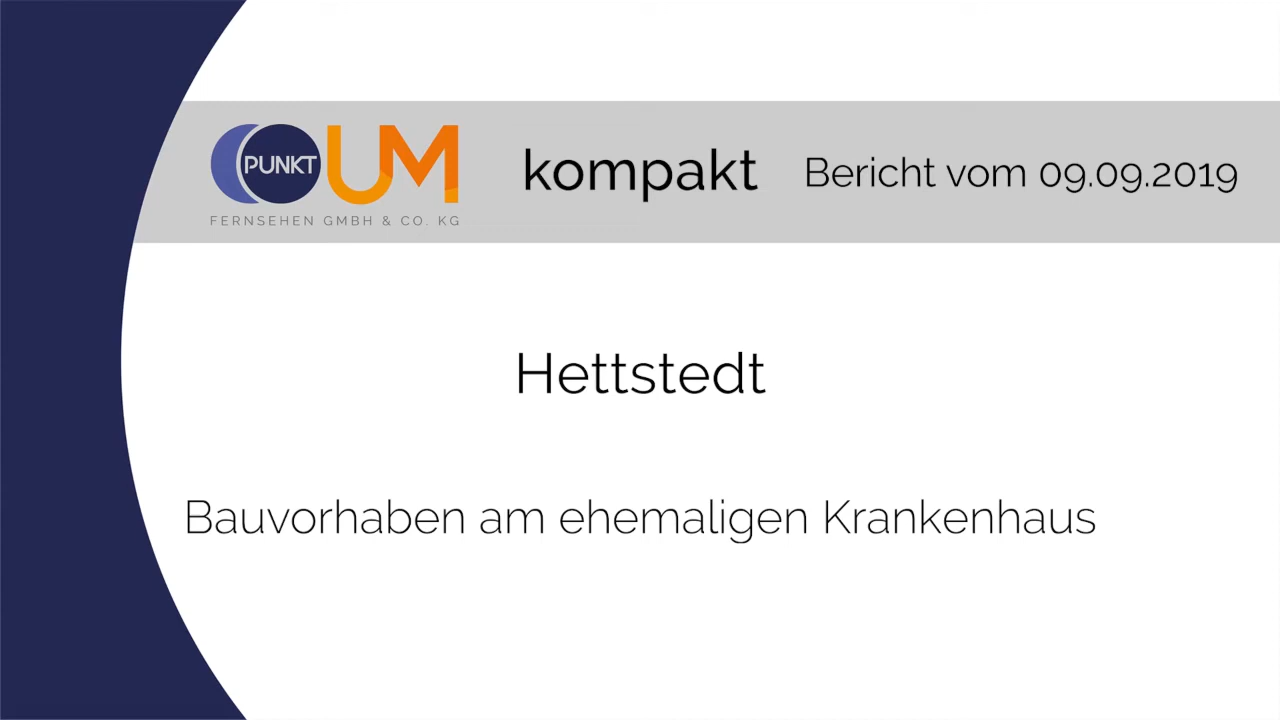 PUNKT UM kompakt Bericht vom 09.09.2019
FERNSEHEN GMBH & CO. KG
Hettstedt
Bauvorhaben am ehemaligen Krankenhaus